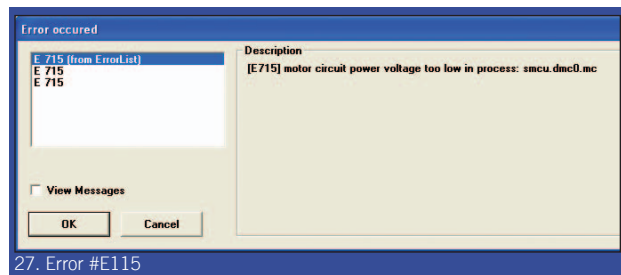 Error occured
E 715 (from ErrorList)
E 715
E 715
Description
[E715] motor circuit power voltage too low in process: smcu.dmc0.mc
View Messages
OK
Cancel
27. Error #E115